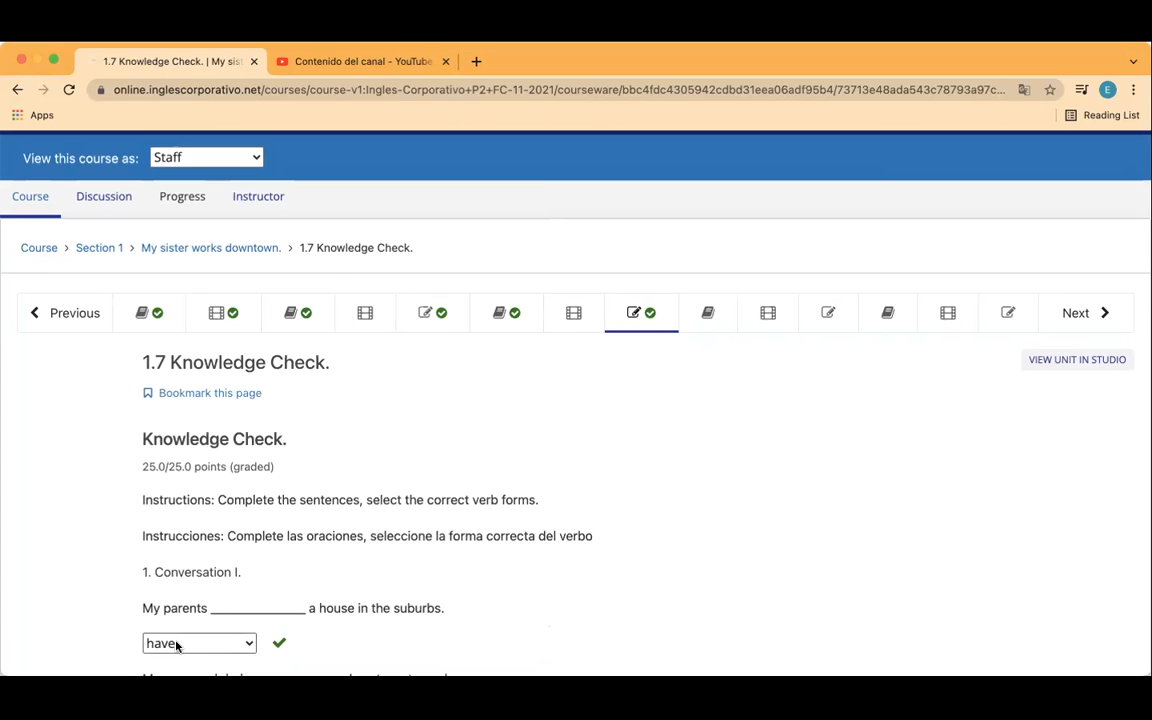 1.7 Knowledge Check. | My sist
Contenido del canal - YouTube
online.inglescorporativo.net/courses/course-v1:Ingles-Corporativo+P2+FC-11-2021/courseware/bbc4fdc4305942cdbd31eea06adf95b4/73713e48ada543c78793a97c...
E
Apps
Reading List
View this course as: Staff
Course Discussion Progress Instructor
Course > Section 1 > My sister works downtown. > 1.7 Knowledge Check.
Previous
Next
1.7 Knowledge Check.
VIEW UNIT IN STUDIO
Bookmark this page
Knowledge Check.
25.0/25.0 points (graded)
Instructions: Complete the sentences, select the correct verb forms.
Instrucciones: Complete las oraciones, seleccione la forma correcta del verbo
1. Conversation I.
My parents ______________ a house in the suburbs.
have